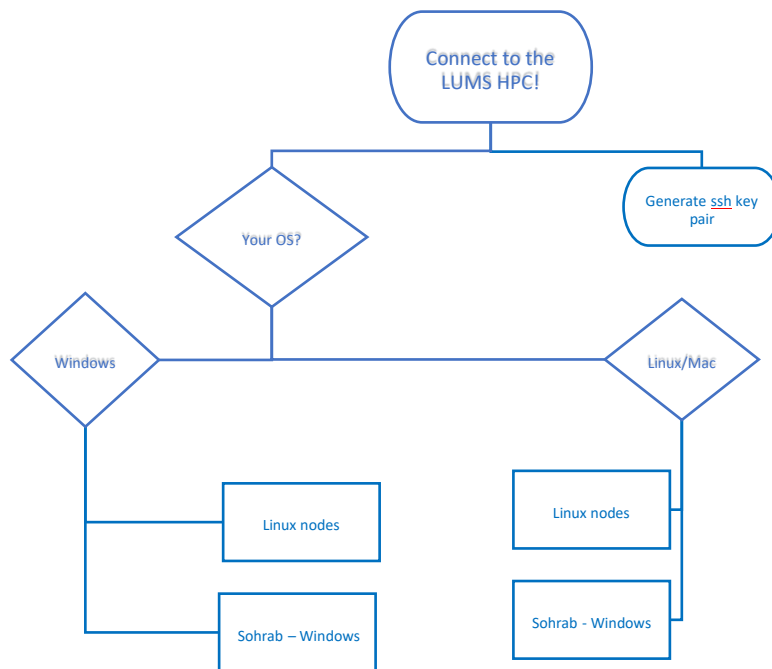 Connect to the
LUMS HPC!
Generate ssh key
pair
Your OS?
Windows
Linux/Mac
Linux nodes
Linux nodes
Sohrab – Windows
Sohrab - Windows